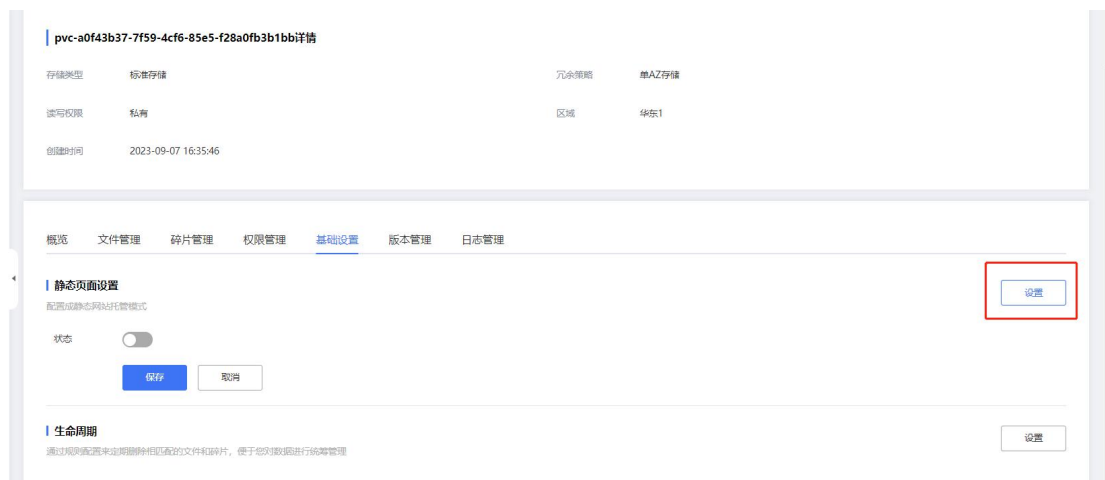 pvc-a0f43b37-7f59-4cf6-85e5-f28a0fb3b1bb详情
存储类型 标准存储 冗余策略 单AZ存储
读写权限 私有 区域 华东1
创建时间 2023-09-07 16:35:46
概览 文件管理 碎片管理 权限管理 基础设置 版本管理 日志管理
静态页面设置 设置
配置成静态网站托管模式
状态
保存 取消
生命周期 设置
通过规则配置来定期删除相匹配的文件和碎片，便于您对数据进行统筹管理